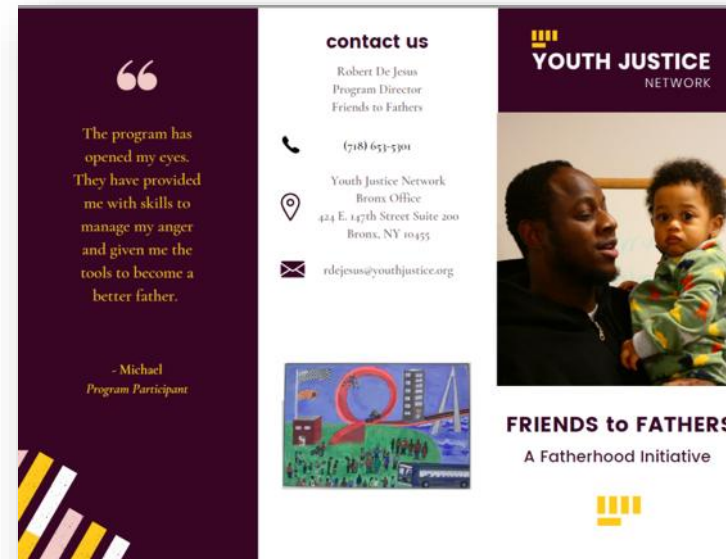 “
The program has
opened my eyes.
They have provided
me with skills to
manage my anger
and given me the
tools to become a
better father.
- Michael
Program Participant
contact us
Robert De Jesus
Program Director
Friends to Fathers
(718) 653-5301
Youth Justice Network
Bronx Office
424 E. 147th Street Suite 200
Bronx, NY 10455
rdejesus@youthjustice.org
YOUTH JUSTICE
NETWORK
FRIENDS to FATHERS
A Fatherhood Initiative